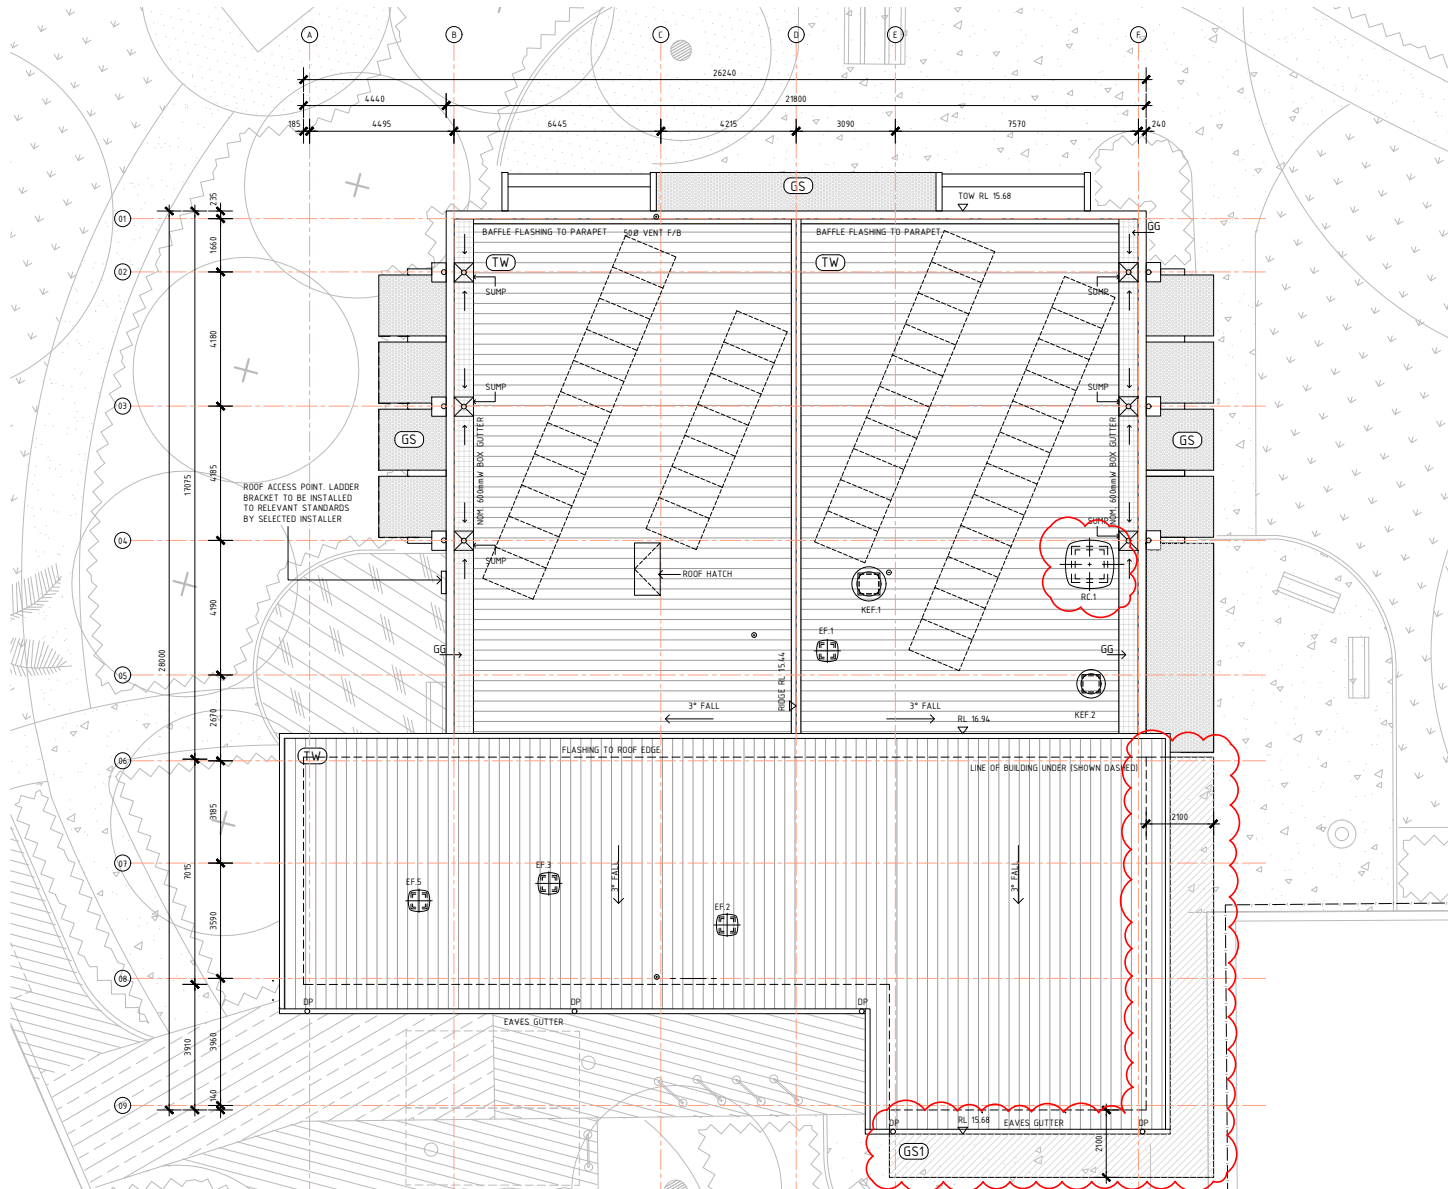 A B C D E F
26240
4440 21800
185 4495 6445 4215 3090 7570 240
GS
TOW RL 15.68
235
01
BAFFLE FLASHING TO PARAPET 50Ø VENT F/B
BAFFLE FLASHING TO PARAPET
GG
1660
TW
TW
02
SUMP
SUMP
4180
SUMP
SUMP
03
NOM. 600mmW BOX GUTTER
NOM. 600mmW BOX GUTTER
GS
GS
17075
4185
ROOF ACCESS POINT. LADDER
BRACKET TO BE INSTALLED
TO RELEVANT STANDARDS
BY SELECTED INSTALLER
SUMP
04
SUMP
ROOF HATCH
RC.1
KEF.1
4190
EF.1
GG
GG
28000
05
RIDGE RL 15.44
2670
3° FALL
3° FALL
KEF.2
RL 16.94
06
TW
FLASHING TO ROOF EDGE
LINE OF BUILDING UNDER (SHOWN DASHED)
3185
2100
07
7015
EF.3
EF.5
3° FALL
3° FALL
EF.2
3590
08
DP DP DP
EAVES GUTTER
3910
3960
140
09
DP
RL 15.68
EAVES GUTTER
DP
GS1
2100